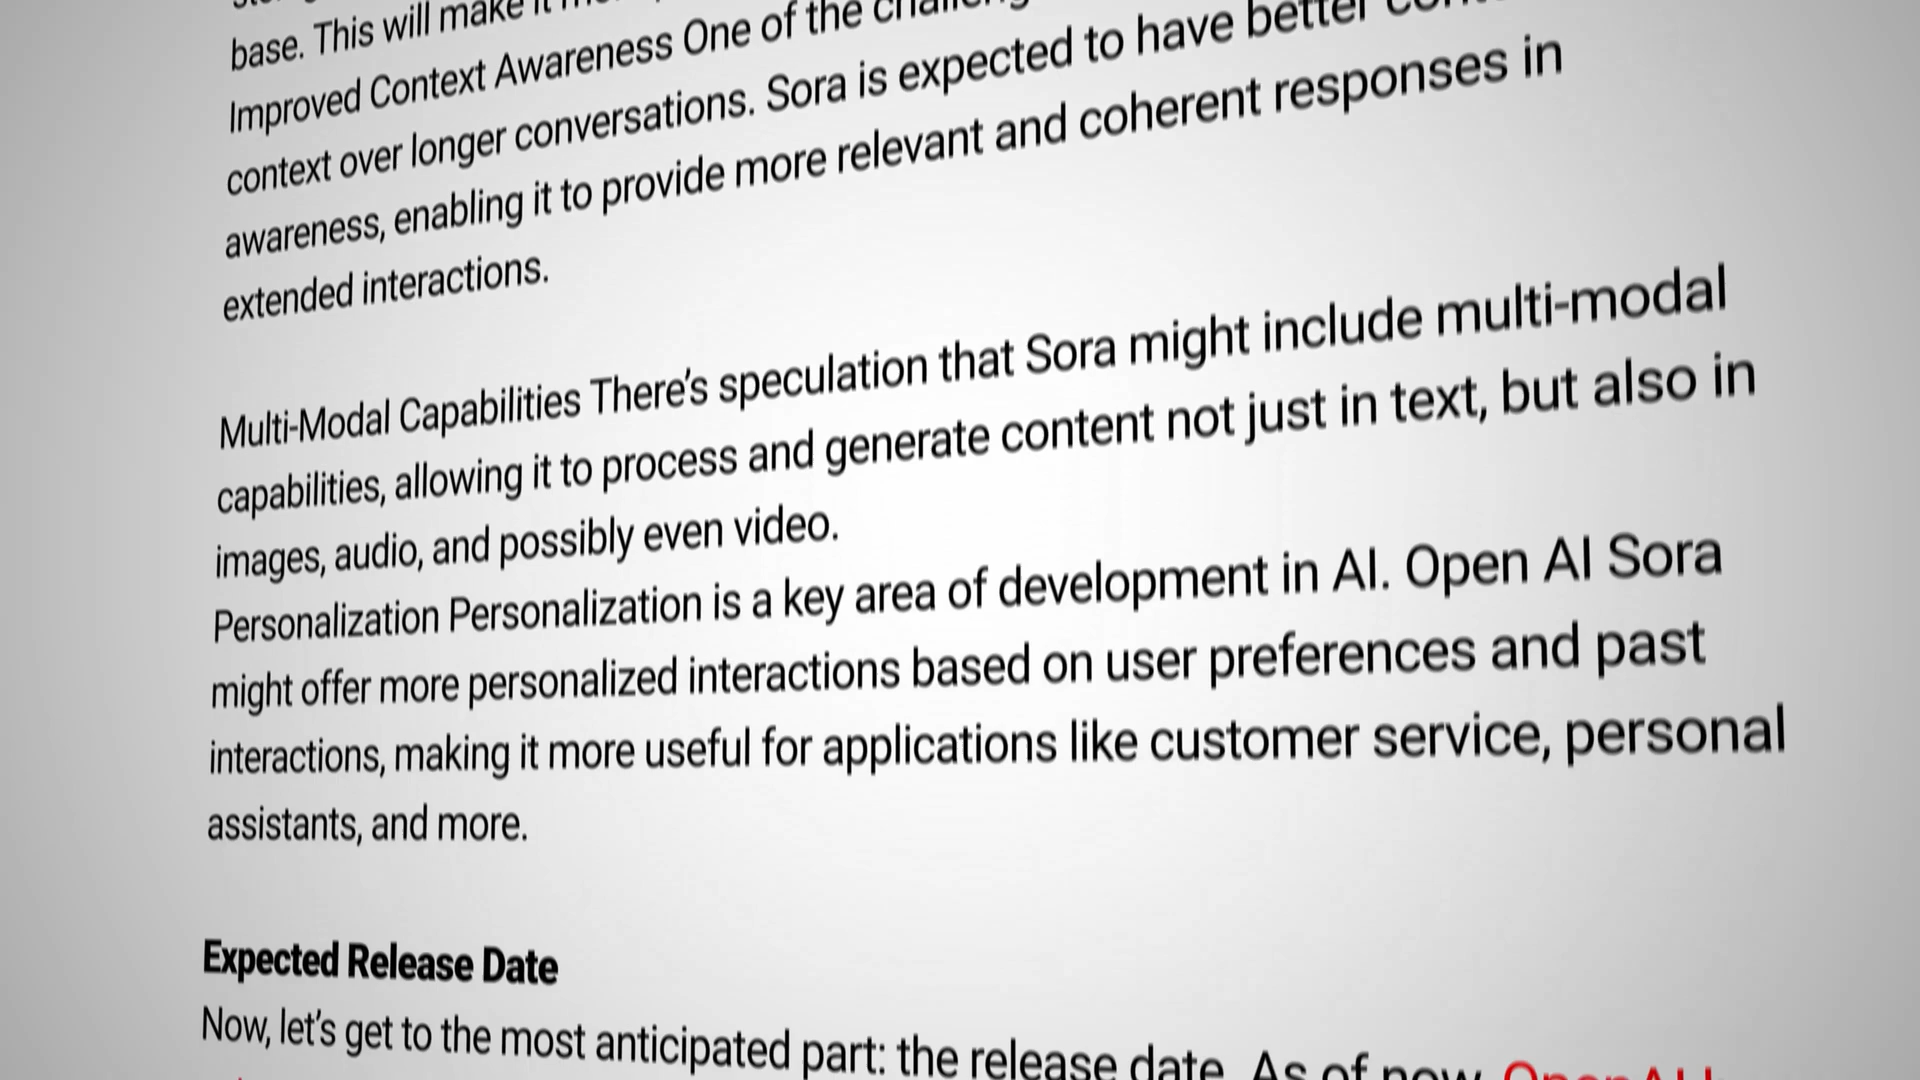 base. This will make it
Improved Context Awareness One of the
context over longer conversations. Sora is expected to have better
awareness, enabling it to provide more relevant and coherent responses in
extended interactions.
Multi-Modal Capabilities There’s speculation that Sora might include multi-modal
capabilities, allowing it to process and generate content not just in text, but also in
images, audio, and possibly even video.
Personalization Personalization is a key area of development in AI. Open AI Sora
might offer more personalized interactions based on user preferences and past
interactions, making it more useful for applications like customer service, personal
assistants, and more.
Expected Release Date
Now, let’s get to the most anticipated part: the release date. As of now,